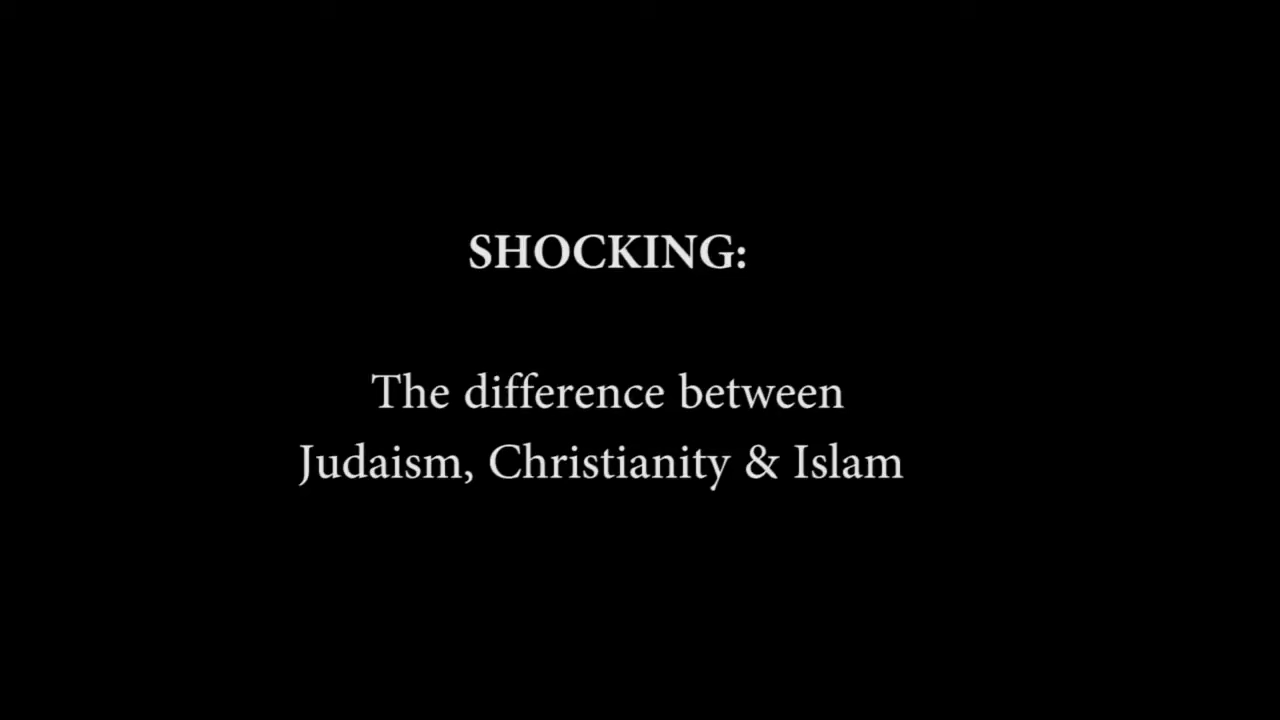 SHOCKING:
The difference between
Judaism, Christianity & Islam